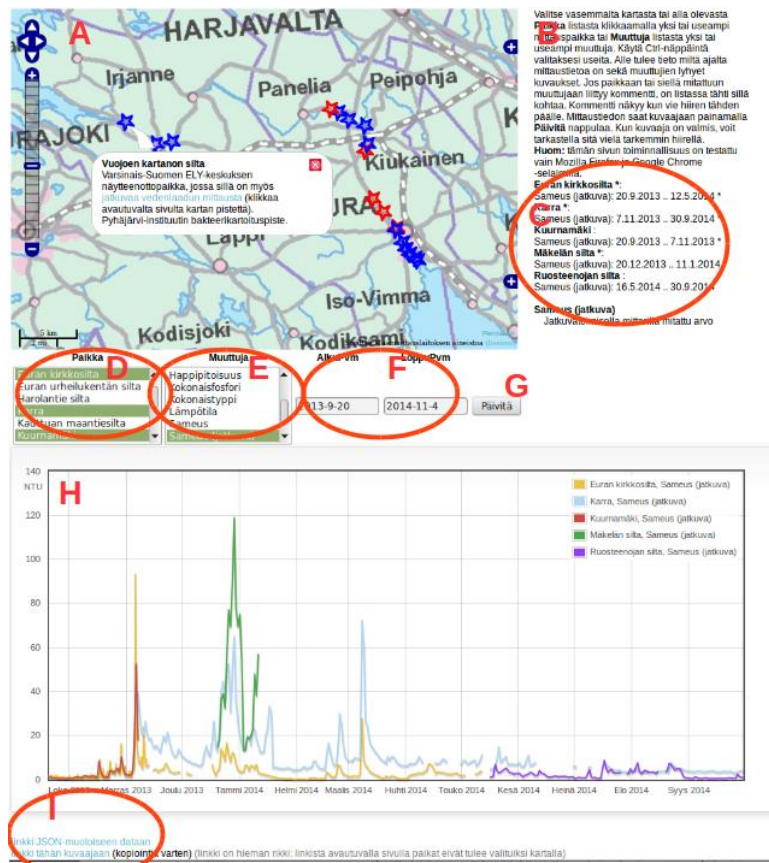 A
HARJAVALTA
Irjanne
Panelia
Peipohja
RAJOKI
Kiukainen
Vuojoen kartanon silta
Varsinais-Suomen ELY-keskuksen
näytteenottopaikka, jossa sillä on myös
jatkuvaa vedenlaadun mittausta (klikkaa
avautuvalta sivulta kartan pistettä).
Pyhäjärvi-instituutin bakteerikartoituspiste.
URA
Lappi
Iso-Vimma
Kodisjoki
Kodiksami
5 km
2 mi
B
Valitse vasemmalta kartasta tai alla olevasta
Paikka listasta klikkaamalla yksi tai useampi
mittauspaikka tai Muuttuja listasta yksi tai
useampi muuttuja. Käytä Ctrl-näppäintä
valitaksesi useita. Alle tulee tieto miltä ajalta
mittaustietoa on sekä muuttujien lyhyet
kuvaukset. Jos paikkaan tai siellä mitattuun
muuttujaan liittyy kommentti, on listassa tähti sillä
kohtaa. Kommentti näkyy kun vie hiiren tähden
päälle. Mittaustiedon saat kuvaajaan painamalla
Päivitä nappulaa. Kun kuvaaja on valmis, voit
tarkastella sitä vielä tarkemmin hiirellä.
Huom: tämän sivun toiminnallisuus on testattu
vain Mozilla Firefox ja Google Chrome
-selaimilla.
C
Euran kirkkosilta *:
Sameus (jatkuva): 20.9.2013 .. 12.5.2014 *
Karra *:
Sameus (jatkuva): 7.11.2013 .. 30.9.2014 *
Kuurnamäki :
Sameus (jatkuva): 20.9.2013 .. 7.11.2013 *
Mäkelän silta *:
Sameus (jatkuva): 20.12.2013 .. 11.1.2014
Ruosteenojan silta :
Sameus (jatkuva): 16.5.2014 .. 30.9.2014
Sameus (jatkuva)
mitattu arvo
Paikka
D
Euran kirkkosilta
Euran urheilukentän silta
Harolantie silta
Karra
Kauttuan maantiesilta
Kuurnamäki
Muuttuja
E
Happipitoisuus
Kokonaisfosfori
Kokonaistyppi
Lämpötila
Sameus
Sameus (jatkuva)
F
LoppuPvm
2013-9-20
2014-11-4
G
Päivitä
H
140
NTU
120
100
80
60
40
20
0
Euran kirkkosilta, Sameus (jatkuva)
Karra, Sameus (jatkuva)
Kuurnamäki, Sameus (jatkuva)
Mäkelän silta, Sameus (jatkuva)
Ruosteenojan silta, Sameus (jatkuva)
Loka 2013 Marras 2013 Joulu 2013 Tammi 2014 Helmi 2014 Maalis 2014 Huhti 2014 Touko 2014 Kesä 2014 Heinä 2014 Elo 2014 Syys 2014
I
linkki JSON-muotoiseen dataan
linkki tähän kuvaajaan (kopiointia varten) (linkki on hieman rikki: linkistä avautuvalla sivulla paikat eivät tule valituiksi kartalla)